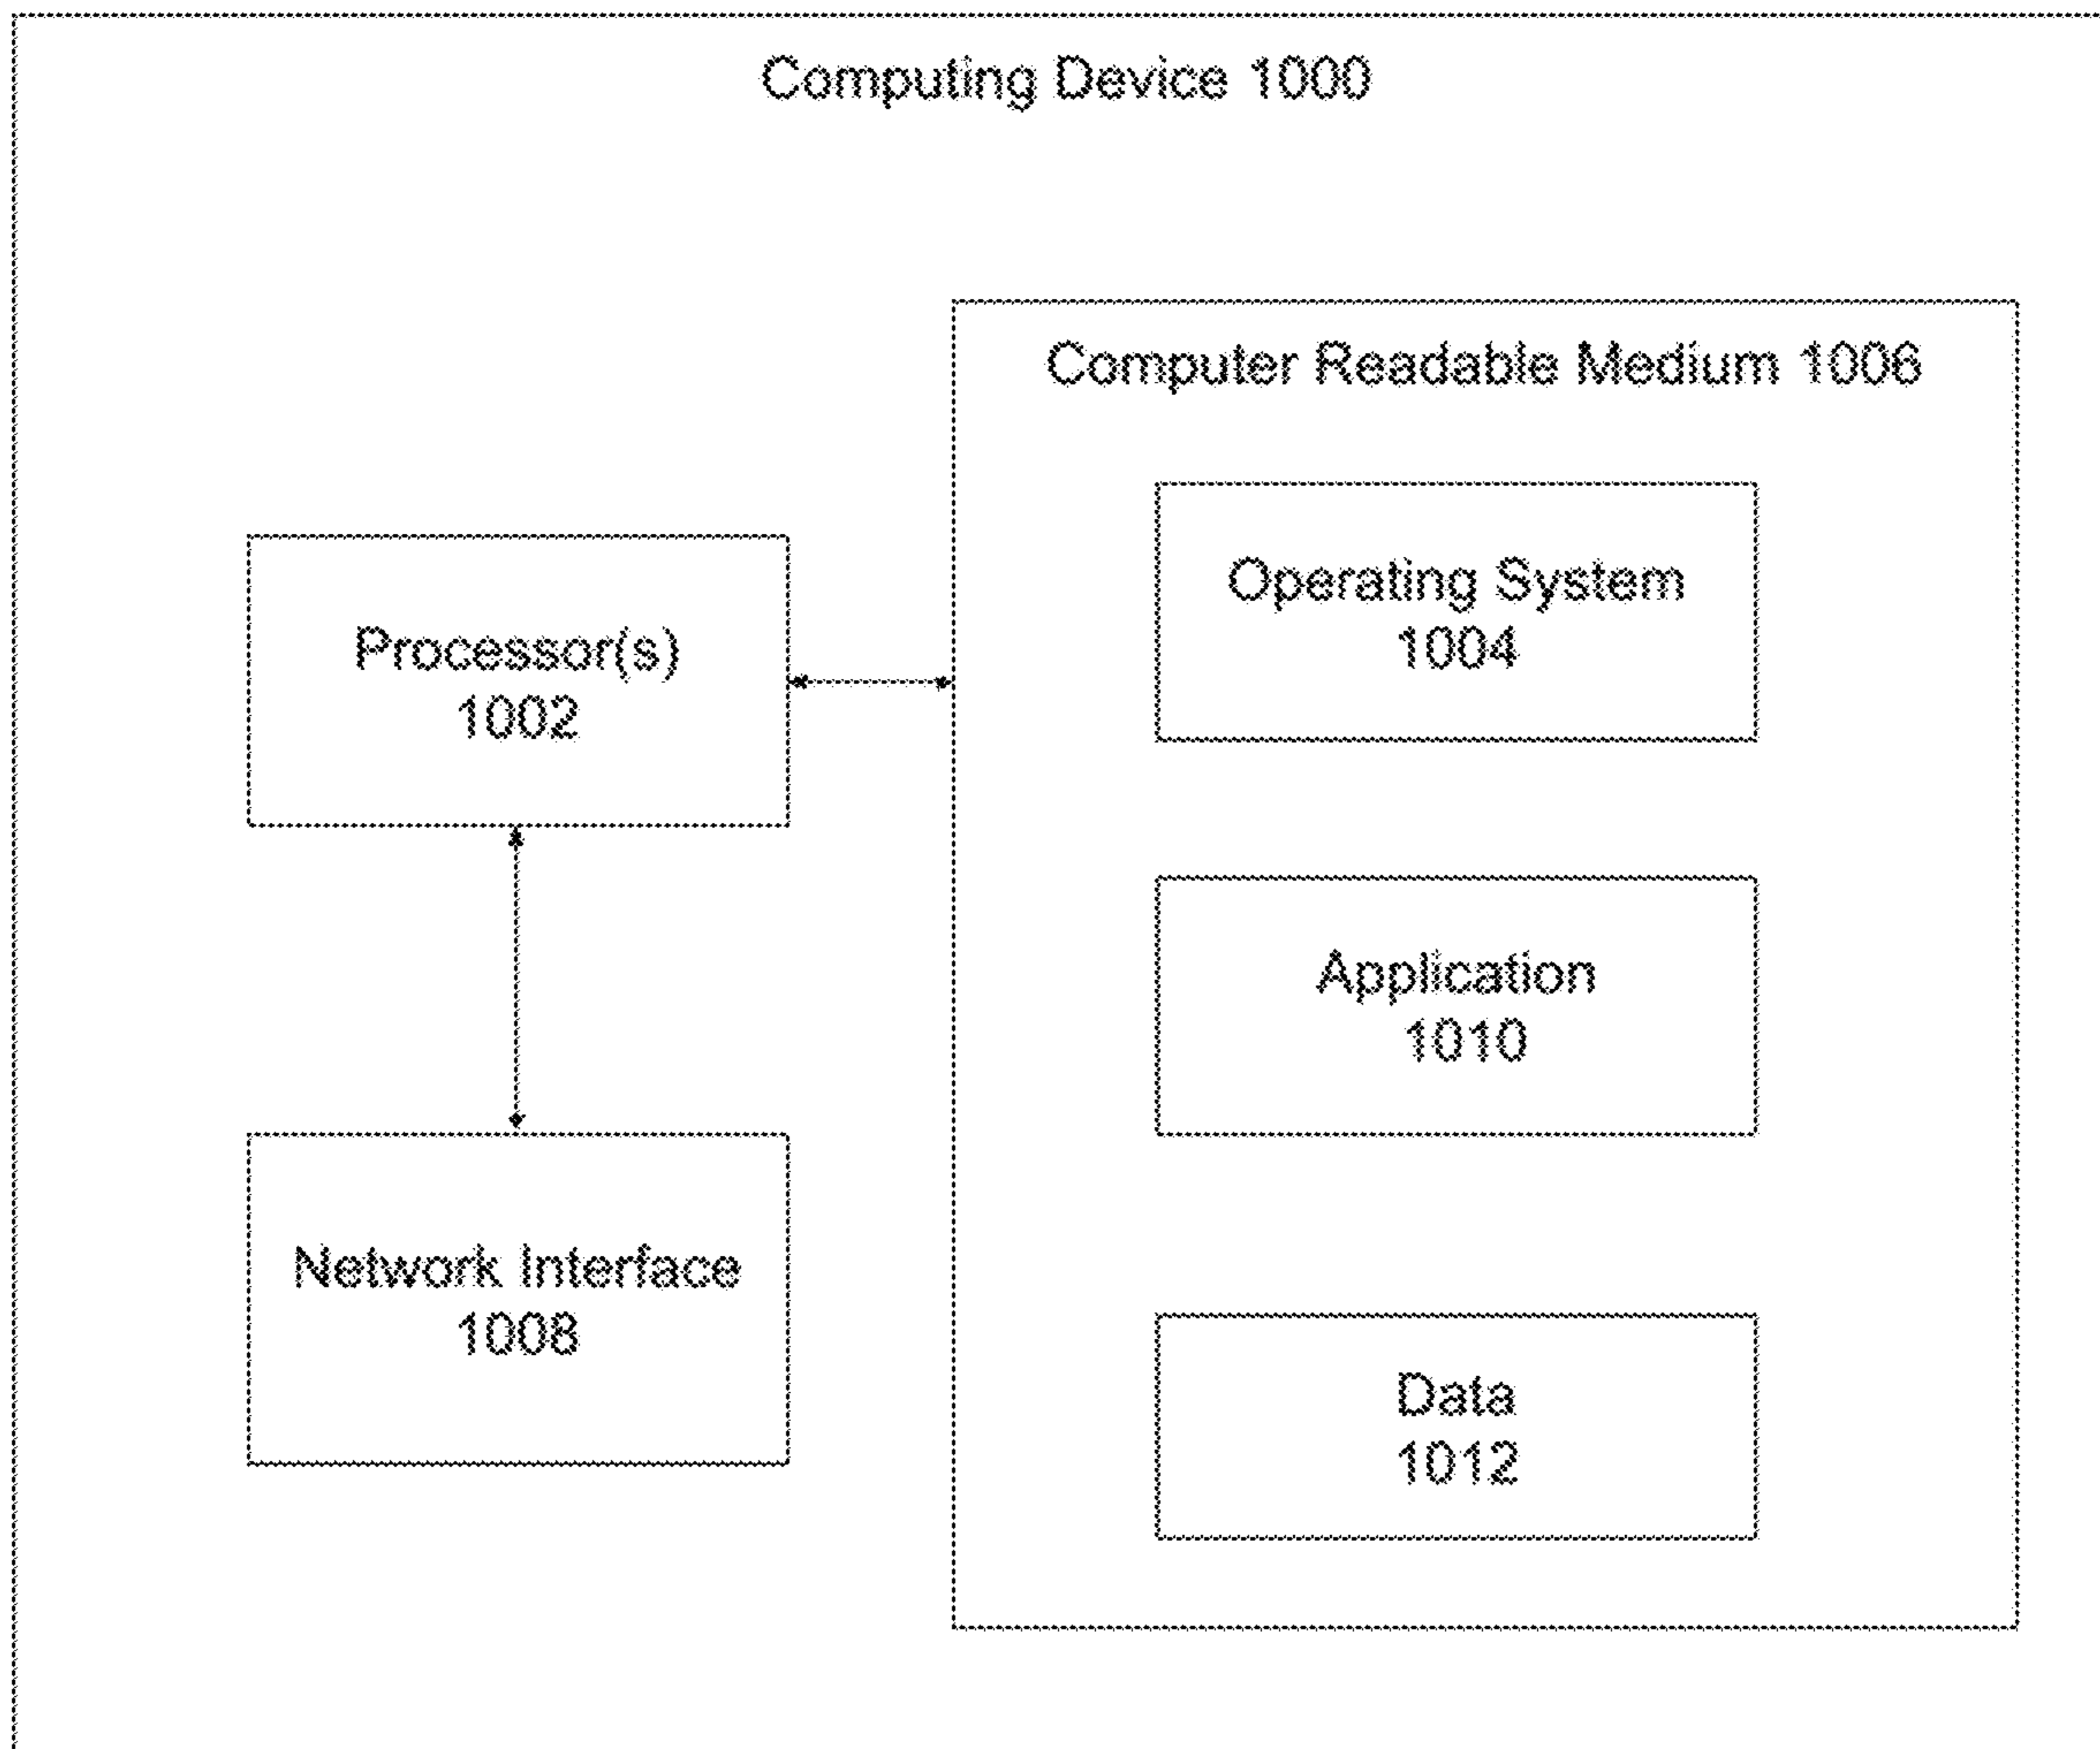 Computing Device 1000
Computer Readable Medium 1006
Operating System
1004
Processor(s)
1002
Application
1010
Network Interface
1008
Data
1012